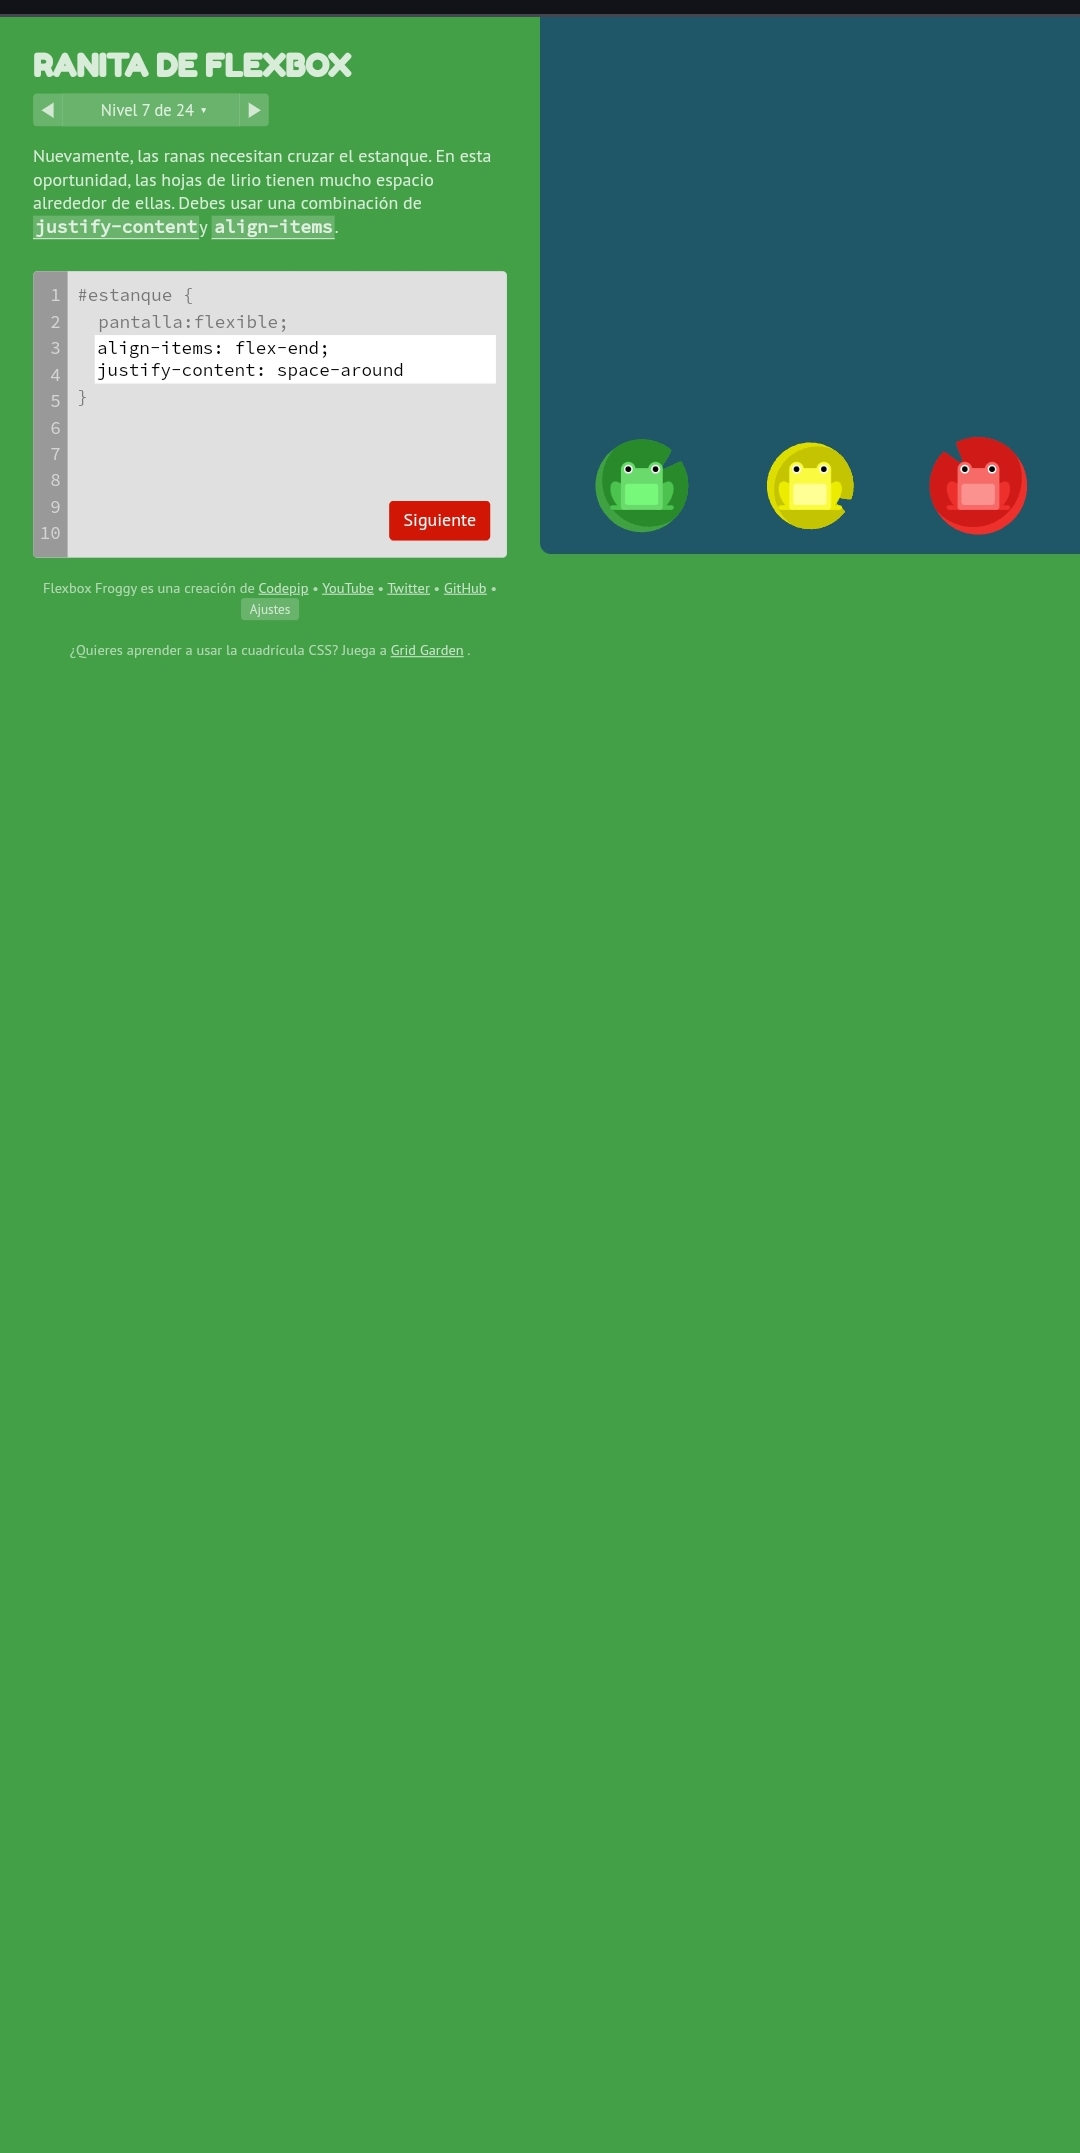 RANITA DE FLEXBOX
◀ Nivel 7 de 24 ▾ ▶
Nuevamente, las ranas necesitan cruzar el estanque. En esta
oportunidad, las hojas de lirio tienen mucho espacio
alrededor de ellas. Debes usar una combinación de
justify-content y align-items.
1 #estanque {
2 pantalla:flexible;
3 align-items: flex-end;
4 justify-content: space-around
5 }
6
7
8
9
10
Siguiente
Flexbox Froggy es una creación de Codepip • YouTube • Twitter • GitHub •
Ajustes
¿Quieres aprender a usar la cuadrícula CSS? Juega a Grid Garden .